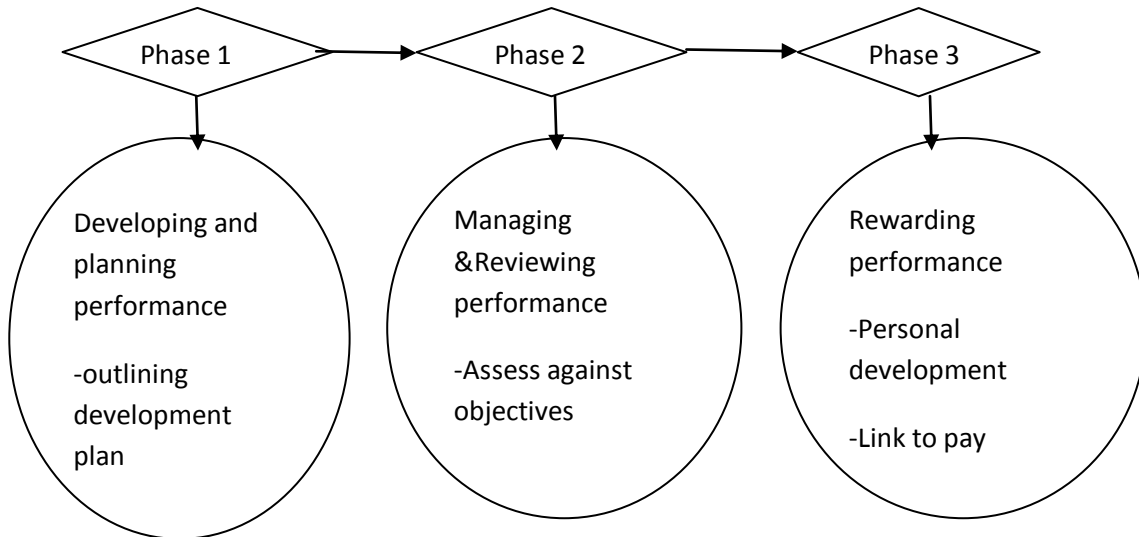 Phase 1
Phase 2
Phase 3
Developing and
planning
performance
-outlining
development
plan
Managing
&Reviewing
performance
-Assess against
objectives
Rewarding
performance
-Personal
development
-Link to pay